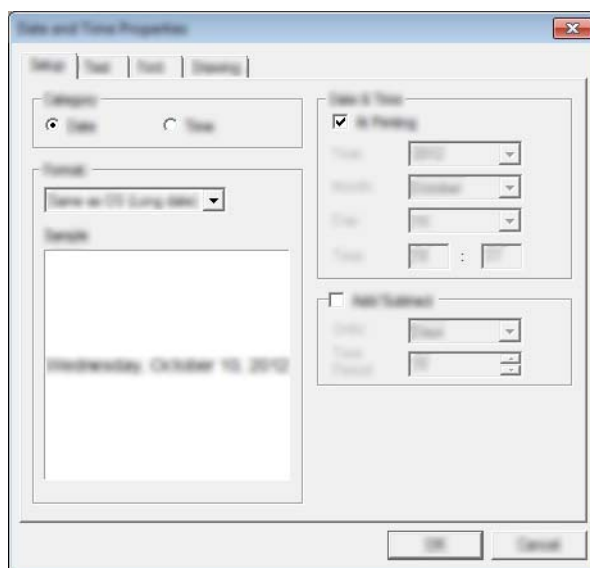 Date and Time Properties
Setup
Text
Font
Drawing
Category
Date
Time
Format
Same as OS (Long date)
Sample
Wednesday, October 10, 2012
Date & Time
At Printing
Year
2012
Month
October
Day
Time
:
Add/Subtract
Units
Days
Time
Period
OK
Cancel